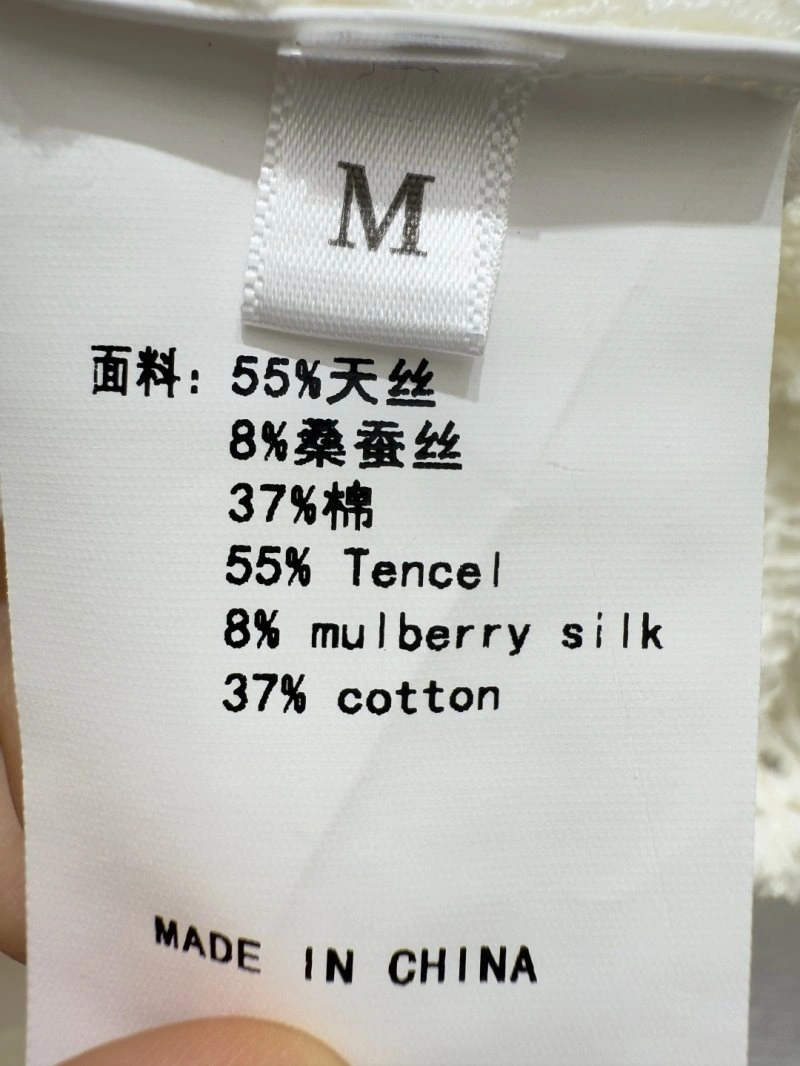 M
面料: 55%天丝
8%桑蚕丝
37%棉
55% Tencel
8% mulberry silk
37% cotton
MADE IN CHINA